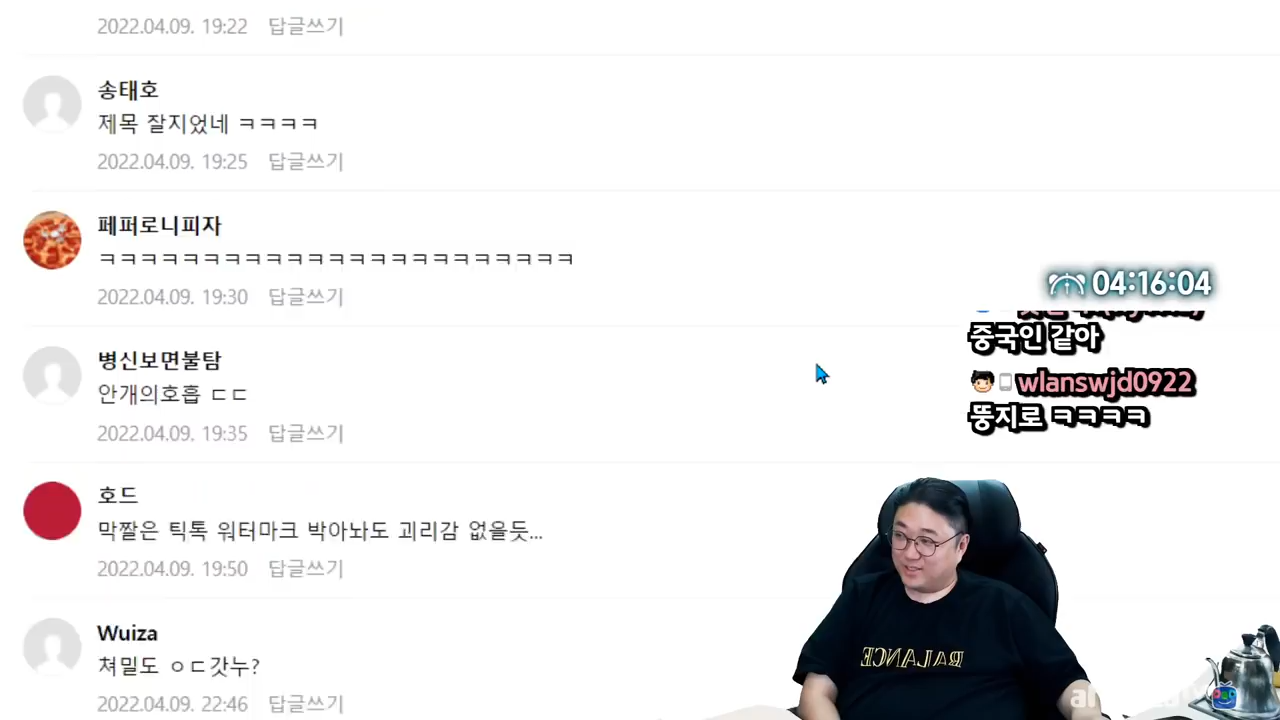 2022.04.09. 19:22 답글쓰기
송태호
제목 잘지었네 ㅋㅋㅋㅋ
2022.04.09. 19:25 답글쓰기
페퍼로니피자
ㅋㅋㅋㅋㅋㅋㅋㅋㅋㅋㅋㅋㅋㅋㅋㅋㅋㅋㅋㅋㅋㅋㅋ
2022.04.09. 19:30 답글쓰기
병신보면불탐
안개의호흡 ㄷㄷ
2022.04.09. 19:35 답글쓰기
호드
막짤은 틱톡 워터마크 박아놔도 괴리감 없을듯...
2022.04.09. 19:50 답글쓰기
Wuiza
쳐밀도 ㅇㄷ갓누?
2022.04.09. 22:46 답글쓰기
04:16:04
중국인 같아
wlanswjd0922
뚱지로 ㅋㅋㅋㅋ
BALANCE